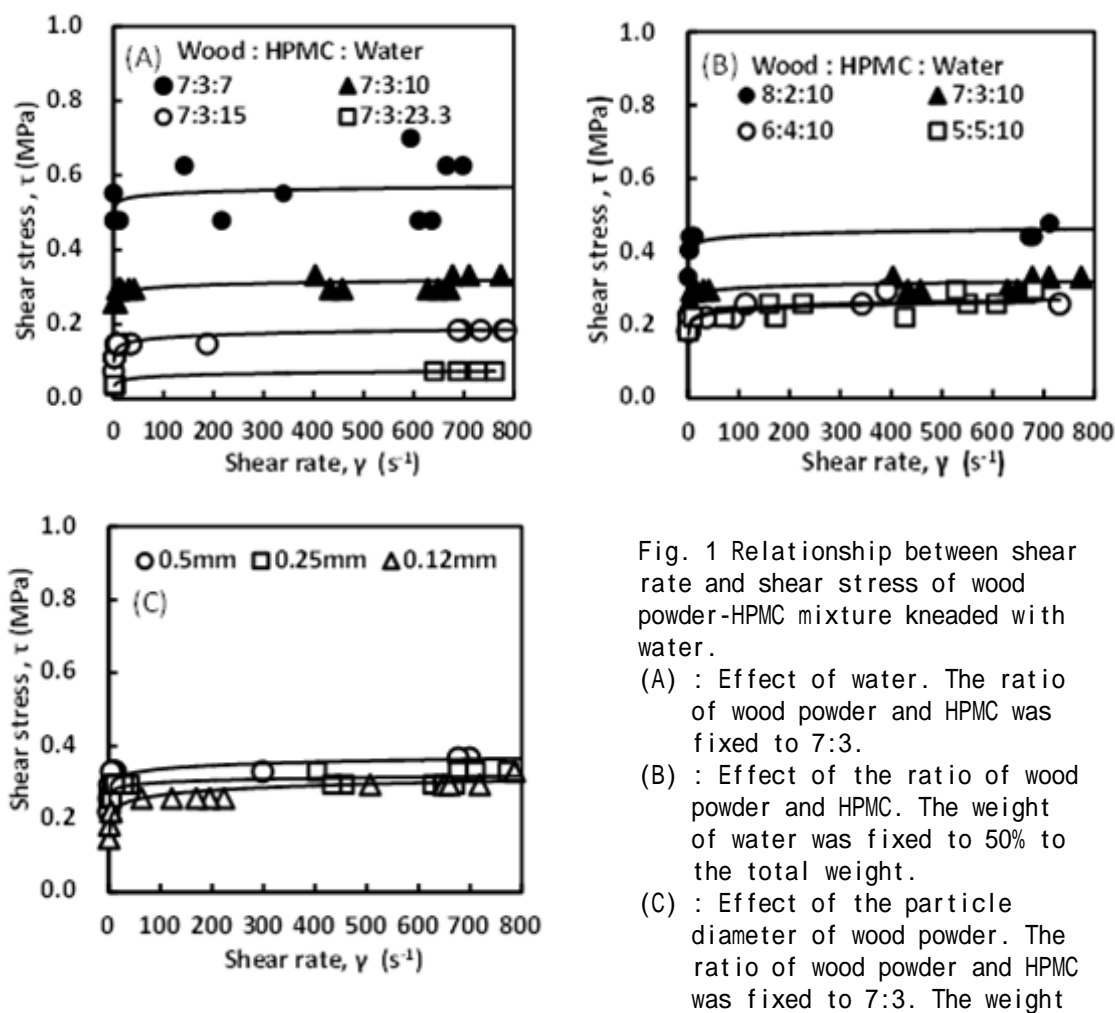 1.0
0.8
0.6
0.4
0.2
0.0
Shear stress , τ (MPa)
(A) Wood : HPMC : Water
7:3:7 7:3:10
7:3:15 7:3:23.3
0 100 200 300 400 500 600 700 800
Shear rate, γ (s⁻¹)
1.0
0.8
0.6
0.4
0.2
0.0
Shear stress , τ (MPa)
(B) Wood : HPMC : Water
8:2:10 7:3:10
6:4:10 5:5:10
0 100 200 300 400 500 600 700 800
Shear rate, γ (s⁻¹)
1.0
0.8
0.6
0.4
0.2
0.0
Shear stress , τ (MPa)
0.5mm 0.25mm 0.12mm
(C)
0 100 200 300 400 500 600 700 800
Shear rate, γ (s⁻¹)
Fig. 1 Relationship between shear
rate and shear stress of wood
powder-HPMC mixture kneaded with
water.
(A) : Effect of water. The ratio
of wood powder and HPMC was
fixed to 7:3.
(B) : Effect of the ratio of wood
powder and HPMC. The weight
of water was fixed to 50% to
the total weight.
(C) : Effect of the particle
diameter of wood powder. The
ratio of wood powder and HPMC
was fixed to 7:3. The weight